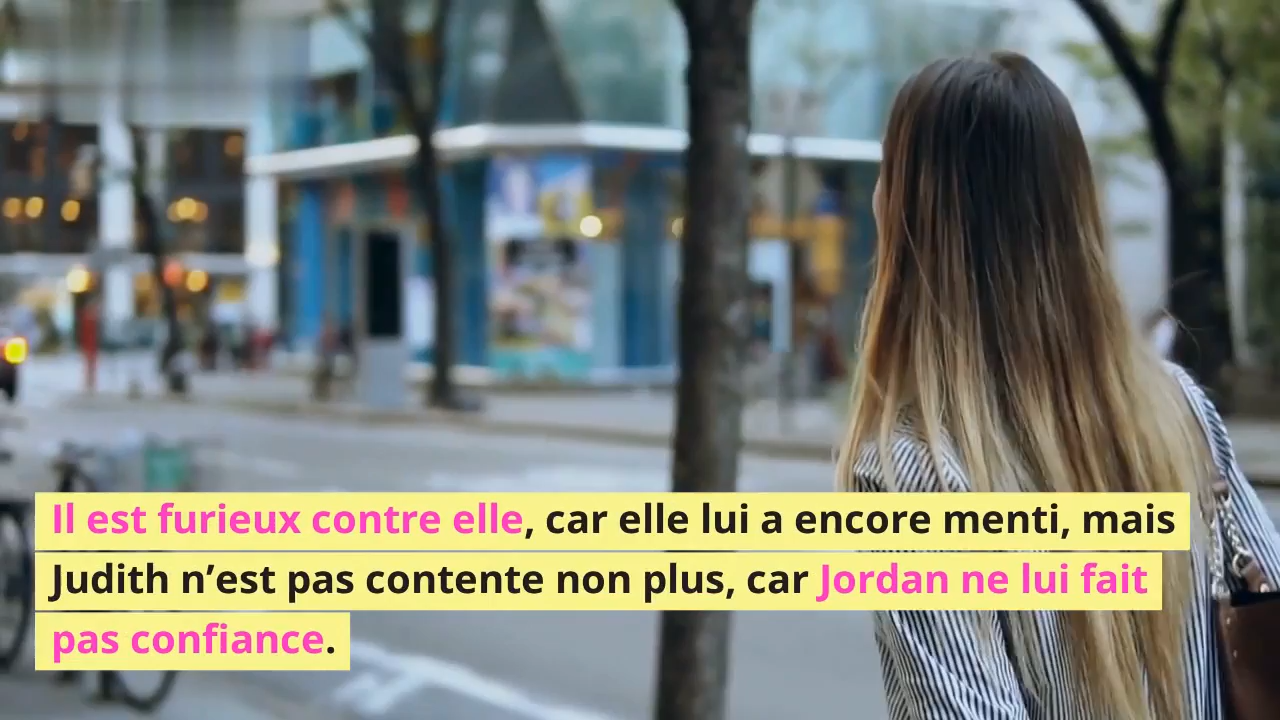 Il est furieux contre elle, car elle lui a encore menti, mais
Judith n’est pas contente non plus, car Jordan ne lui fait
pas confiance.